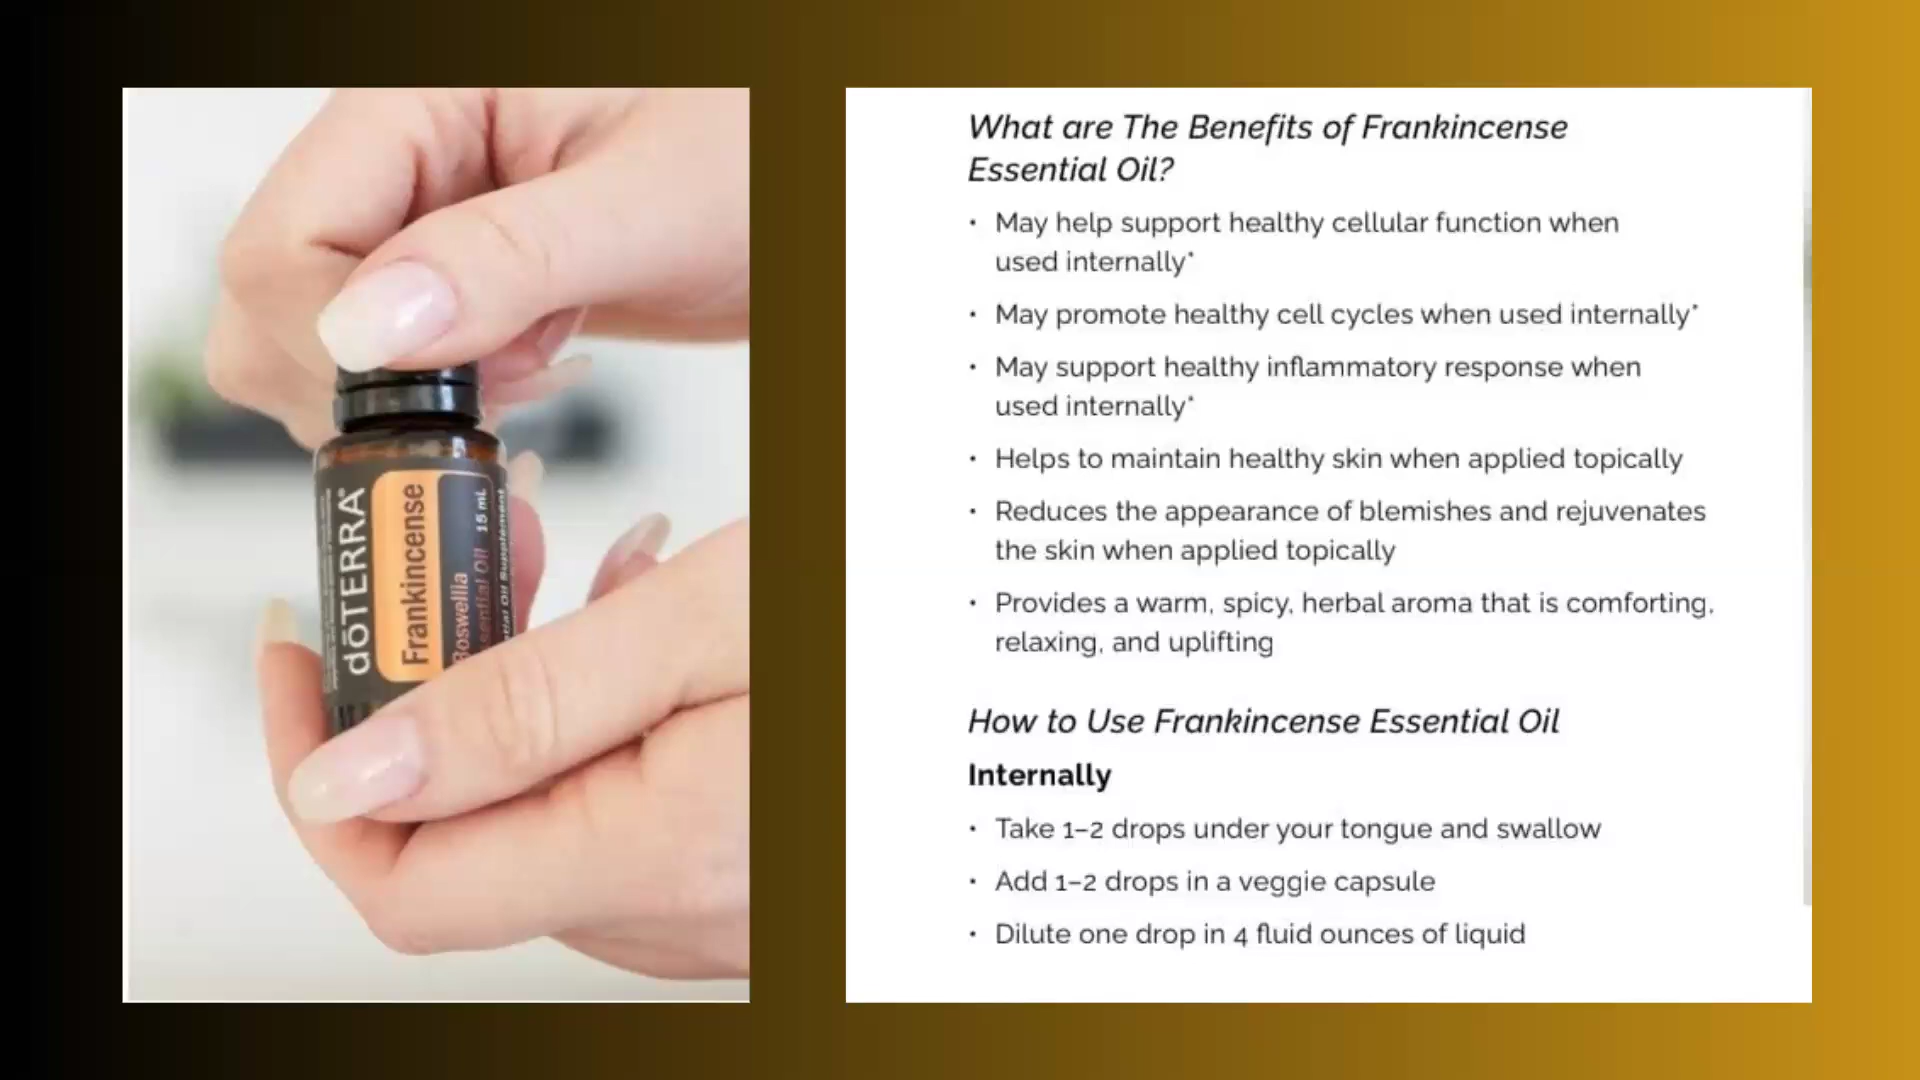 dōTERRA
Frankincense
Boswellia
15 mL
What are The Benefits of Frankincense
Essential Oil?
• May help support healthy cellular function when
used internally*
• May promote healthy cell cycles when used internally*
• May support healthy inflammatory response when
used internally*
• Helps to maintain healthy skin when applied topically
• Reduces the appearance of blemishes and rejuvenates
the skin when applied topically
• Provides a warm, spicy, herbal aroma that is comforting,
relaxing, and uplifting
How to Use Frankincense Essential Oil
Internally
• Take 1–2 drops under your tongue and swallow
• Add 1–2 drops in a veggie capsule
• Dilute one drop in 4 fluid ounces of liquid